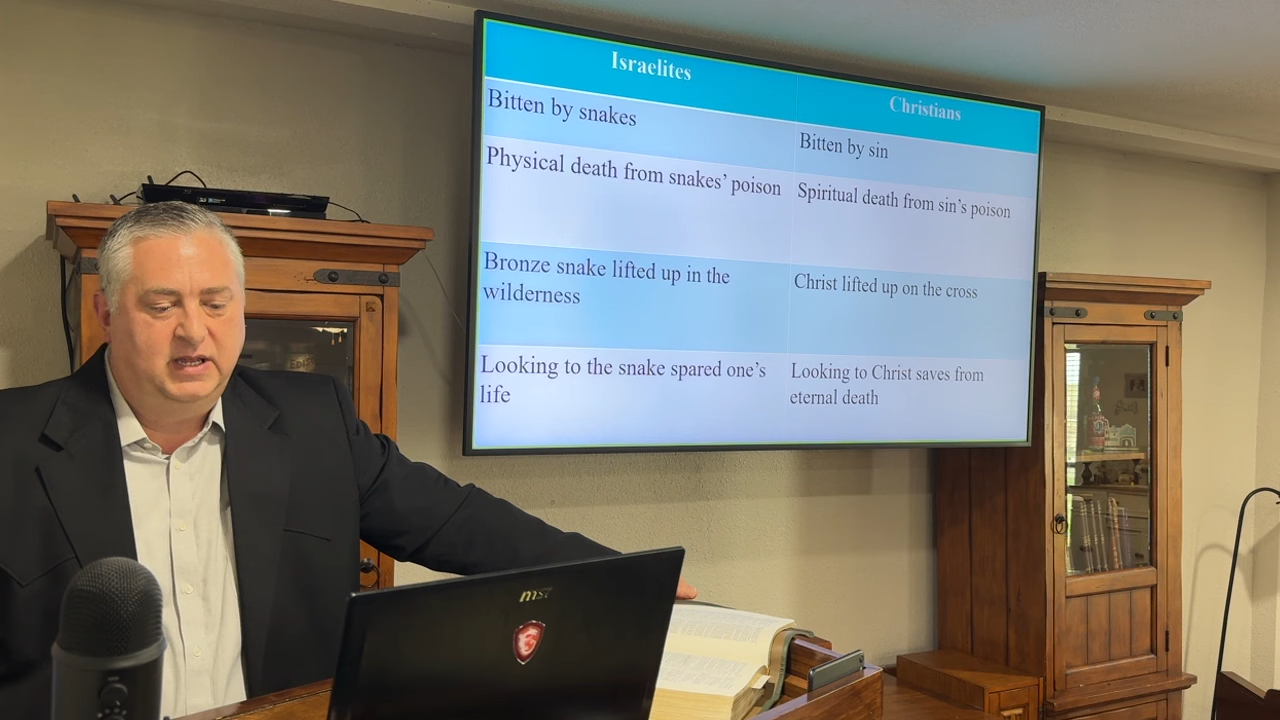 Israelites
Christians
Bitten by snakes
Bitten by sin
Physical death from snakes’ poison
Spiritual death from sin’s poison
Bronze snake lifted up in the
wilderness
Christ lifted up on the cross
Looking to the snake spared one’s
life
Looking to Christ saves from
eternal death
msi